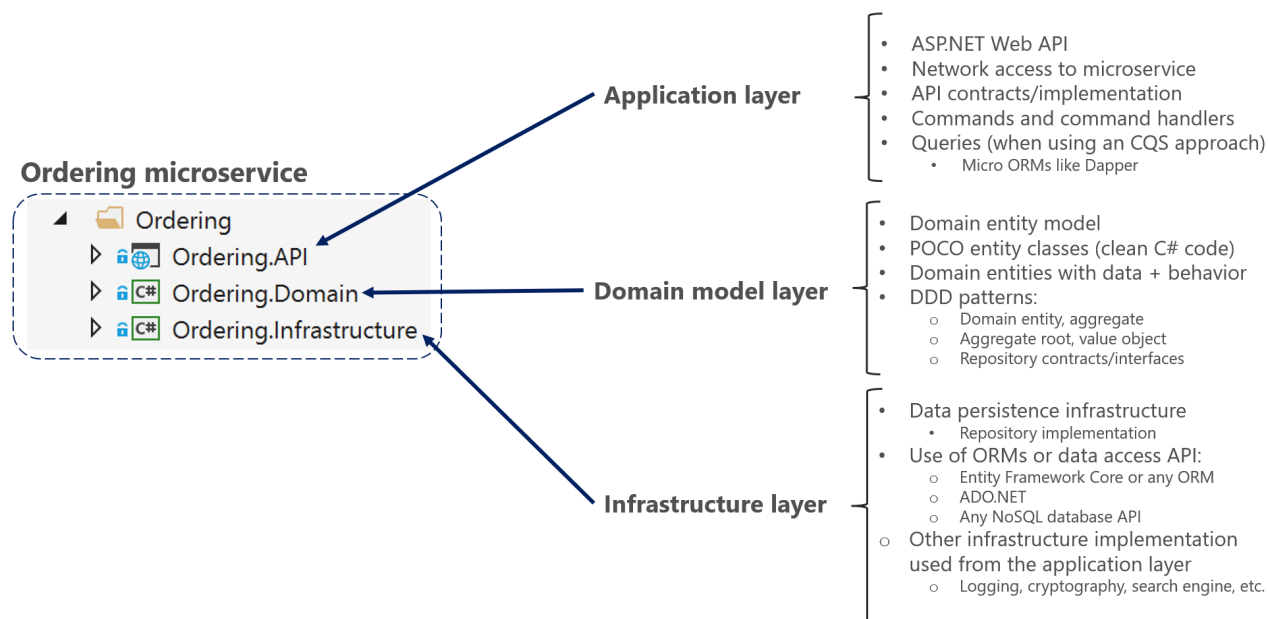 Ordering microservice
Ordering
Ordering.API
C# Ordering.Domain
C# Ordering.Infrastructure
Application layer
ASP.NET Web API
Network access to microservice
API contracts/implementation
Commands and command handlers
Queries (when using an CQS approach)
Micro ORMs like Dapper
Domain model layer
Domain entity model
POCO entity classes (clean C# code)
Domain entities with data + behavior
DDD patterns:
Domain entity, aggregate
Aggregate root, value object
Repository contracts/interfaces
Infrastructure layer
Data persistence infrastructure
Repository implementation
Use of ORMs or data access API:
Entity Framework Core or any ORM
ADO.NET
Any NoSQL database API
Other infrastructure implementation
used from the application layer
Logging, cryptography, search engine, etc.